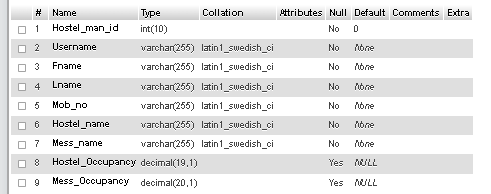 # Name Type Collation Attributes Null Default Comments Extra
1 Hostel_man_id int(10) No 0
2 Username varchar(255) latin1_swedish_ci No None
3 Fname varchar(255) latin1_swedish_ci No None
4 Lname varchar(255) latin1_swedish_ci No None
5 Mob_no varchar(255) latin1_swedish_ci No None
6 Hostel_name varchar(255) latin1_swedish_ci No None
7 Mess_name varchar(255) latin1_swedish_ci No None
8 Hostel_Occupancy decimal(19,1) Yes NULL
9 Mess_Occupancy decimal(20,1) Yes NULL